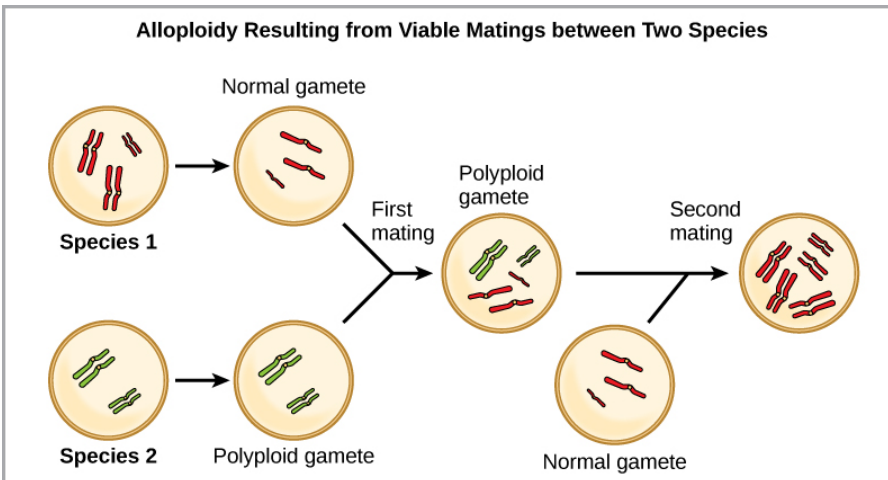 Alloploidy Resulting from Viable Matings between Two Species
Normal gamete
Species 1
First
mating
Polyploid
gamete
Second
mating
Species 2
Polyploid gamete
Normal gamete